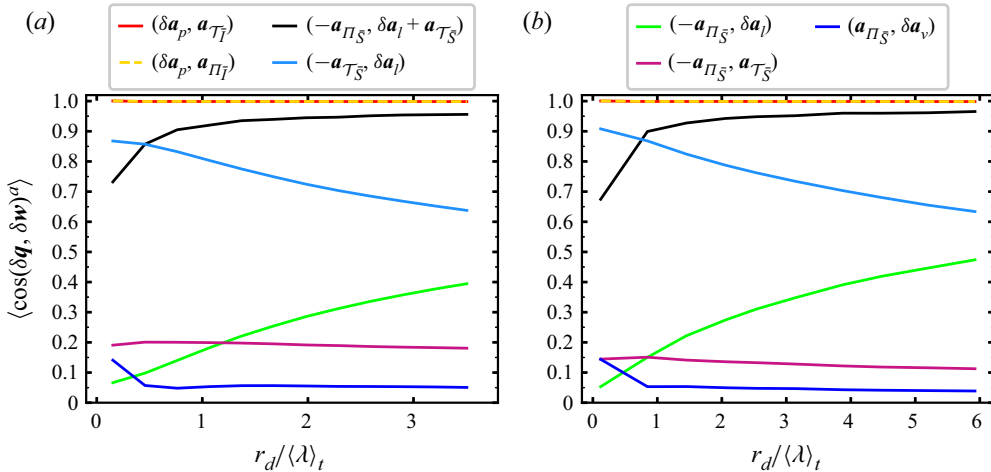 (a)
(δa_p, a_{𝒯_Ī})
(−a_{Π_S̄}, δa_l + a_{𝒯_S̄})
(δa_p, a_{Π_Ī})
(−a_{𝒯_S̄}, δa_l)
(b)
(−a_{Π_S̄}, δa_l)
(a_{Π_S̄}, δa_v)
(−a_{Π_S̄}, a_{𝒯_S̄})
⟨cos(δq, δw)^a⟩
1.0
0.9
0.8
0.7
0.6
0.5
0.4
0.3
0.2
0.1
0
0 1 2 3
r_d/⟨λ⟩_t
1.0
0.9
0.8
0.7
0.6
0.5
0.4
0.3
0.2
0.1
0
0 1 2 3 4 5 6
r_d/⟨λ⟩_t